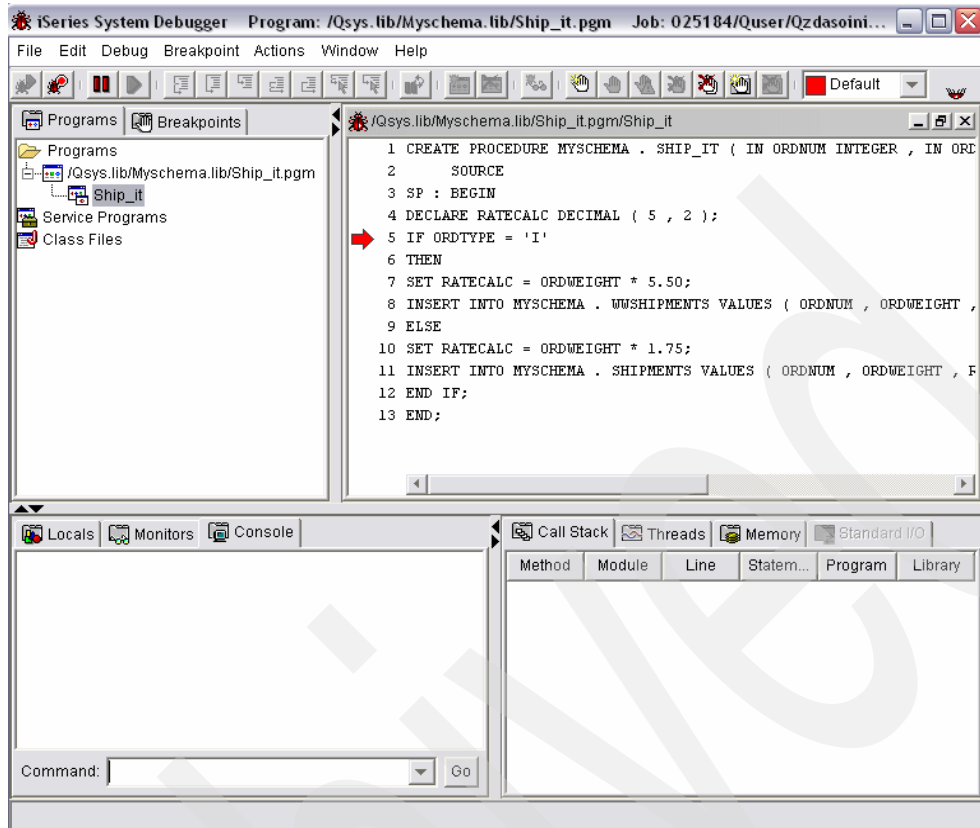 iSeries System Debugger Program: /Qsys.lib/Myschema.lib/Ship_it.pgm Job: 025184/Quser/Qzdasoini...
File Edit Debug Breakpoint Actions Window Help
Default
Programs Breakpoints
Programs
/Qsys.lib/Myschema.lib/Ship_it.pgm
Ship_it
Service Programs
Class Files
/Qsys.lib/Myschema.lib/Ship_it.pgm/Ship_it
1 CREATE PROCEDURE MYSCHEMA . SHIP_IT ( IN ORDNUM INTEGER , IN ORD
2 SOURCE
3 SP : BEGIN
4 DECLARE RATECALC DECIMAL ( 5 , 2 );
5 IF ORDTYPE = 'I'
6 THEN
7 SET RATECALC = ORDWEIGHT * 5.50;
8 INSERT INTO MYSCHEMA . WWSHIPMENTS VALUES ( ORDNUM , ORDWEIGHT ,
9 ELSE
10 SET RATECALC = ORDWEIGHT * 1.75;
11 INSERT INTO MYSCHEMA . SHIPMENTS VALUES ( ORDNUM , ORDWEIGHT ,
12 END IF;
13 END;
Locals Monitors Console
Command: Go
Call Stack Threads Memory Standard I/O
Method Module Line Statem... Program Library